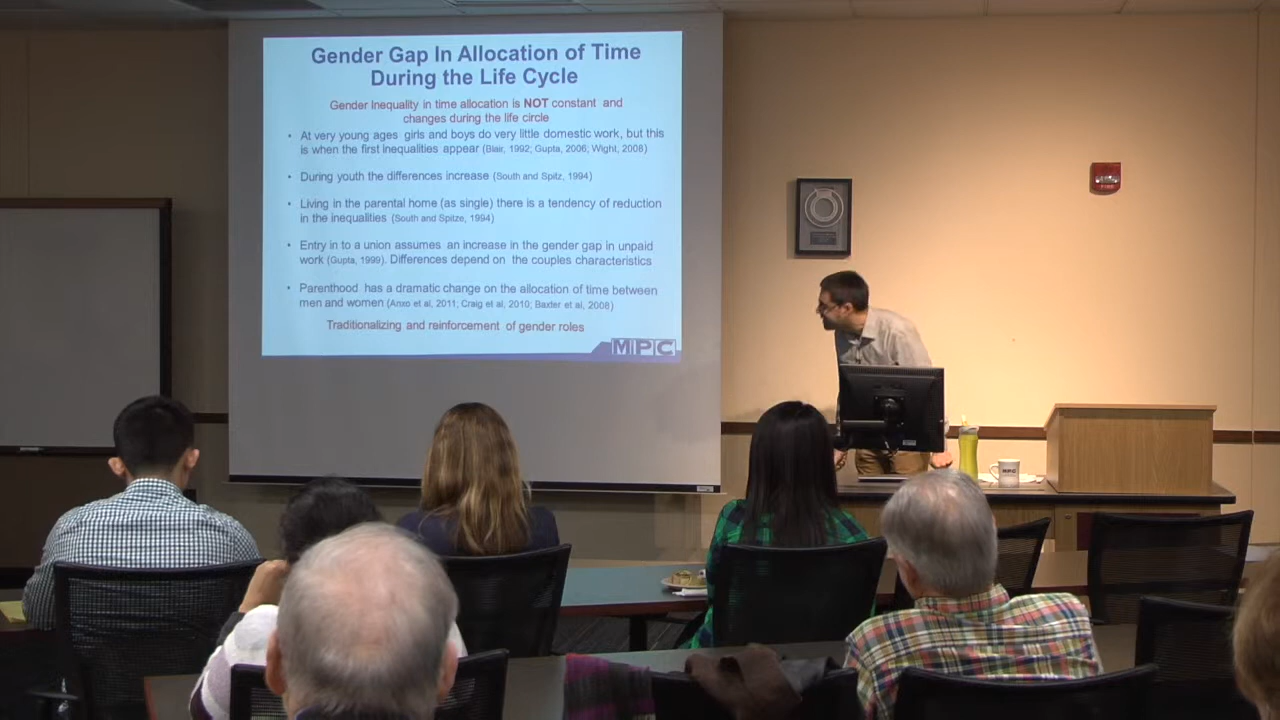 Gender Gap In Allocation of Time
During the Life Cycle
Gender Inequality in time allocation is NOT constant and
changes during the life circle
• At very young ages girls and boys do very little domestic work, but this
is when the first inequalities appear (Blair, 1992; Gupta, 2006; Wight, 2008)
• During youth the differences increase (South and Spitz, 1994)
• Living in the parental home (as single) there is a tendency of reduction
in the inequalities (South and Spitze, 1994)
• Entry in to a union assumes an increase in the gender gap in unpaid
work (Gupta, 1999). Differences depend on the couples characteristics
• Parenthood has a dramatic change on the allocation of time between
men and women (Anxo et al, 2011; Craig et al, 2010; Baxter et al, 2008)
Traditionalizing and reinforcement of gender roles
MPC
FIRE
MPC